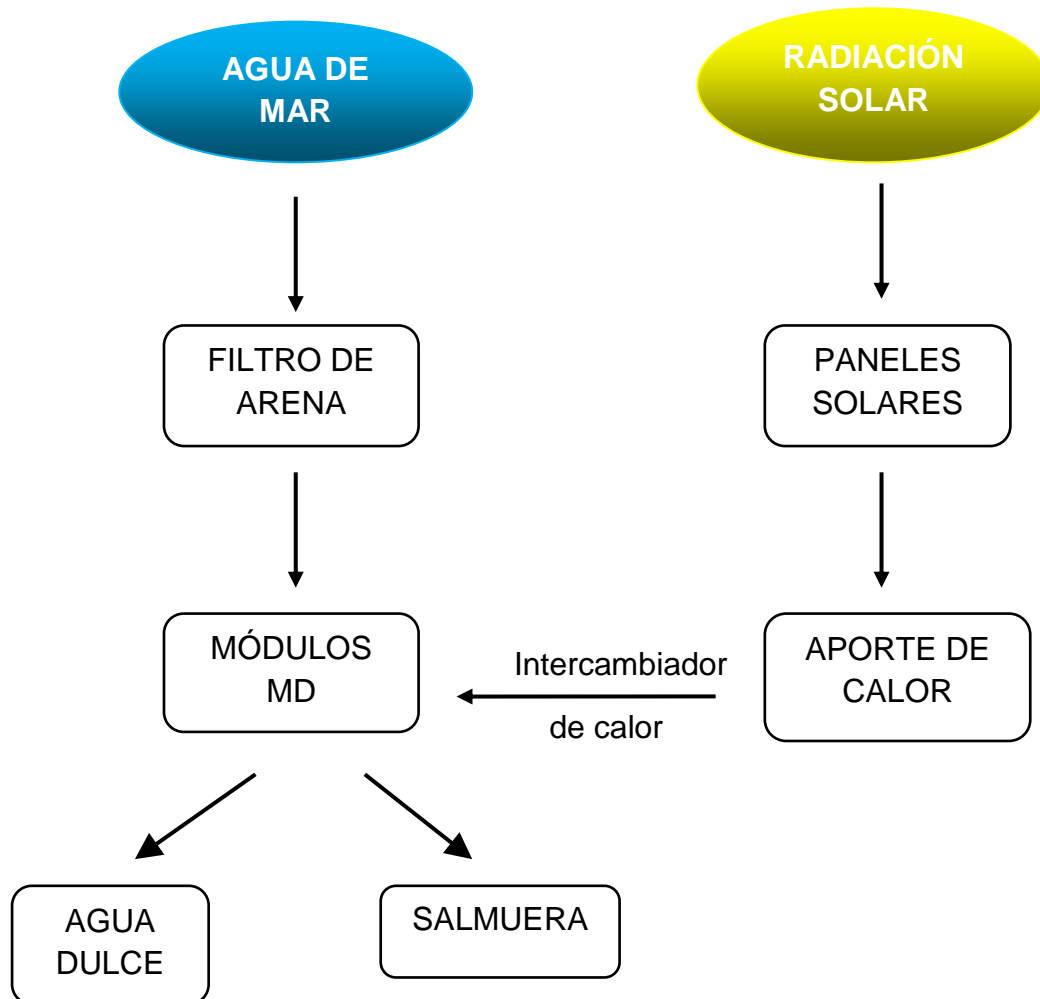 AGUA DE
MAR
RADIACIÓN
SOLAR
FILTRO DE
ARENA
PANELES
SOLARES
MÓDULOS
MD
Intercambiador
de calor
APORTE DE
CALOR
AGUA
DULCE
SALMUERA